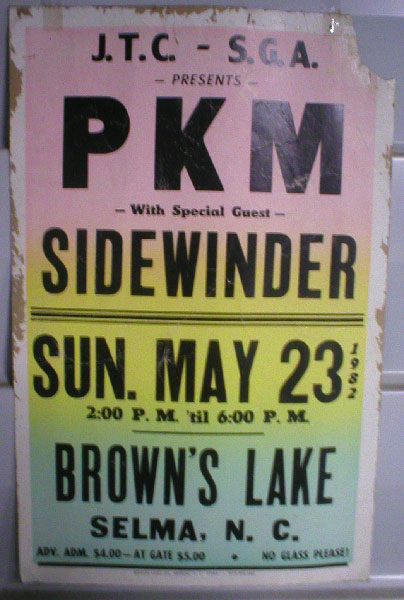 J.T.C. - S.G.A.
— PRESENTS —
PKM
— With Special Guest —
SIDEWINDER
SUN. MAY 23 1982
2:00 P. M. 'til 6:00 P. M.
BROWN'S LAKE
SELMA, N. C.
ADV. ADM. $4.00 — AT GATE $5.00 • NO GLASS PLEASE!